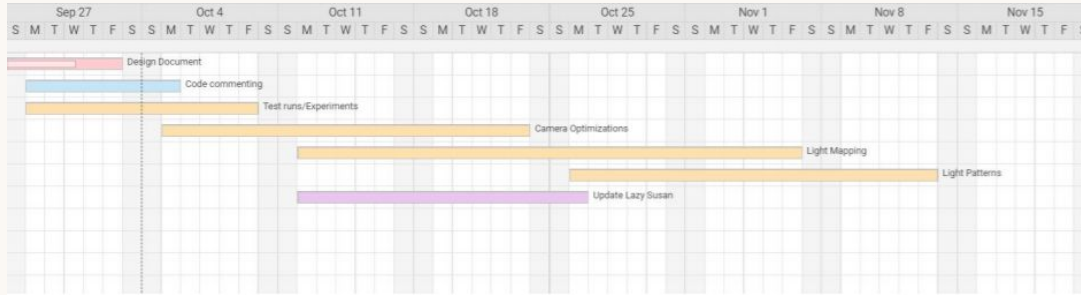 Sep 27 Oct 4 Oct 11 Oct 18 Oct 25 Nov 1 Nov 8 Nov 15
S M T W T F S S M T W T F S S M T W T F S S M T W T F S S M T W T F S S M T W T F S S M T W T F S S M T W T F S
Design Document
Code commenting
Test runs/Experiments
Camera Optimizations
Light Mapping
Light Patterns
Update Lazy Susan